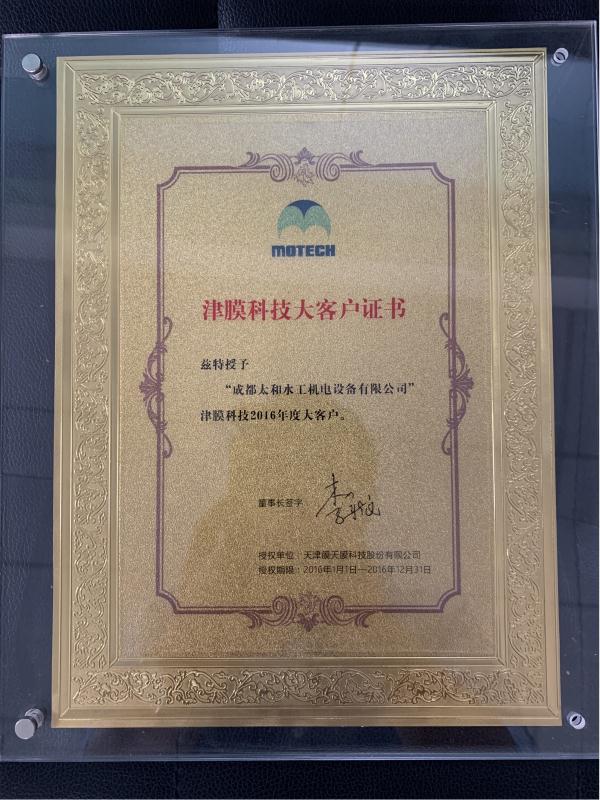 MOTECH
津膜科技大客户证书
兹特授予
“成都太和水工机电设备有限公司”
津膜科技2016年度大客户。
董事长签字
授权单位：天津膜天膜科技股份有限公司
授权期限：2016年1月1日—2016年12月31日